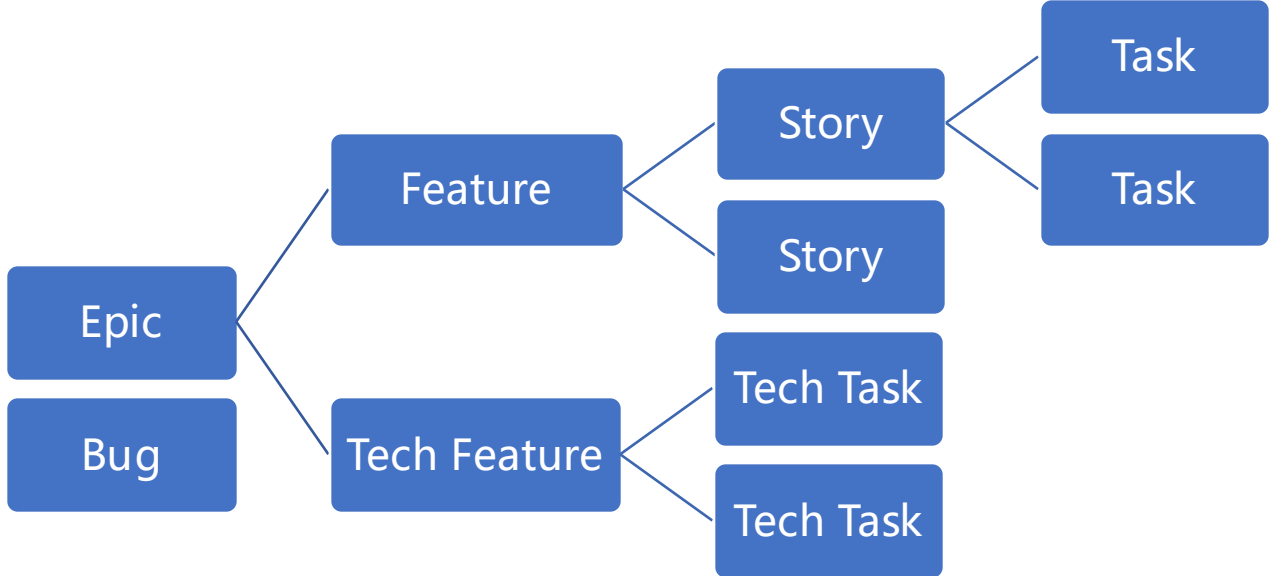 Task
Story
Task
Feature
Story
Epic
Tech Task
Bug
Tech Feature
Tech Task